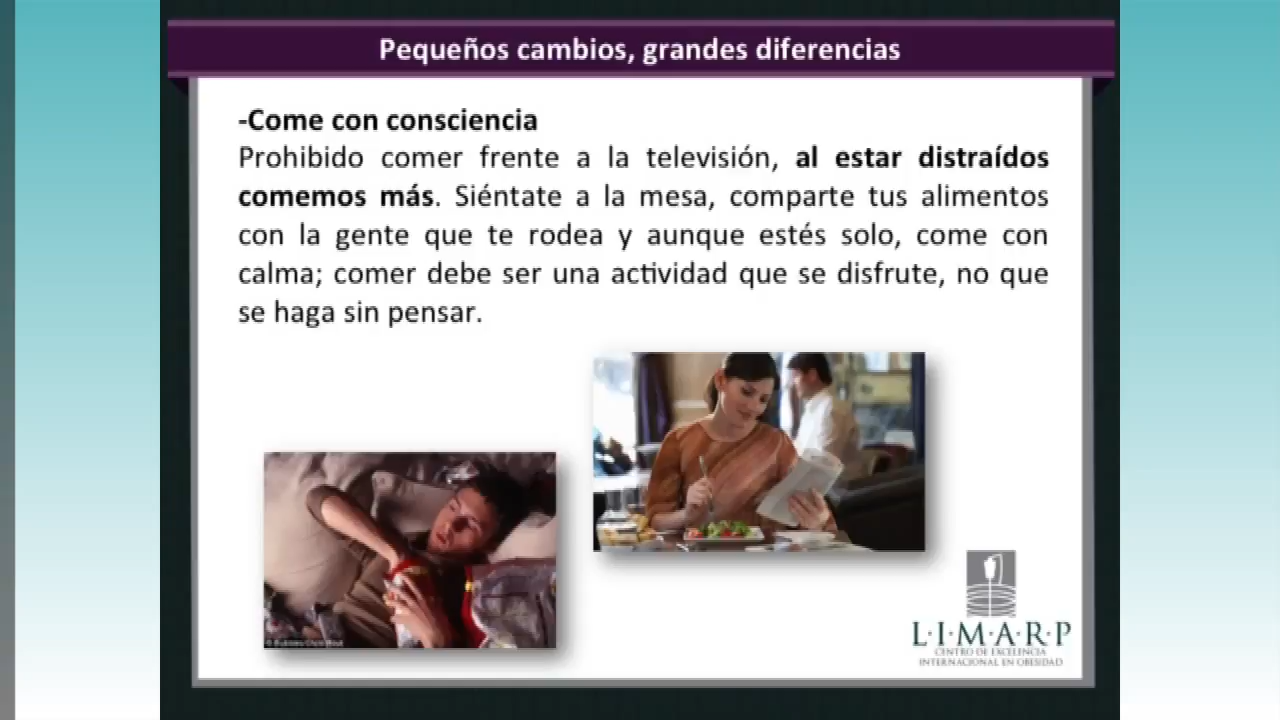 Pequeños cambios, grandes diferencias
-Come con consciencia
Prohibido comer frente a la televisión, al estar distraídos
comemos más. Siéntate a la mesa, comparte tus alimentos
con la gente que te rodea y aunque estés solo, come con
calma; comer debe ser una actividad que se disfrute, no que
se haga sin pensar.
L·I·M·A·R·P
CENTRO DE EXCELENCIA
INTERNACIONAL EN OBESIDAD